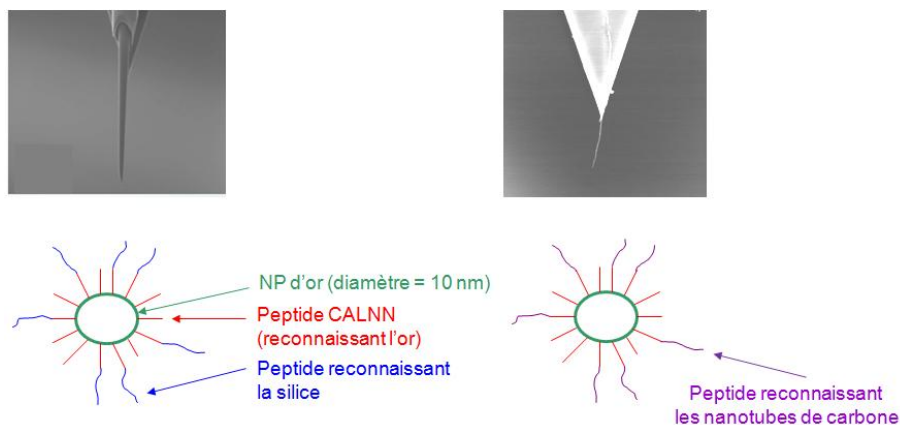 NP d'or (diamètre = 10 nm)
Peptide CALNN
(reconnaissant l'or)
Peptide reconnaissant
la silice
Peptide reconnaissant
les nanotubes de carbone